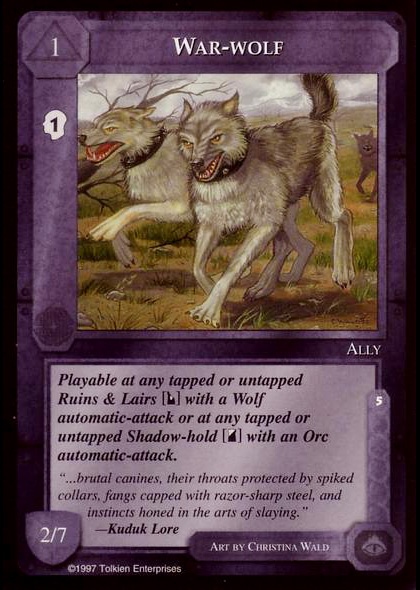 1
War-wolf
1
Ally
Playable at any tapped or untapped
Ruins & Lairs [] with a Wolf
automatic-attack or at any tapped or
untapped Shadow-hold [] with an Orc
automatic-attack.
5
“...brutal canines, their throats protected by spiked
collars, fangs capped with razor-sharp steel, and
instincts honed in the arts of slaying.”
—Kuduk Lore
2/7
Art by Christina Wald
©1997 Tolkien Enterprises